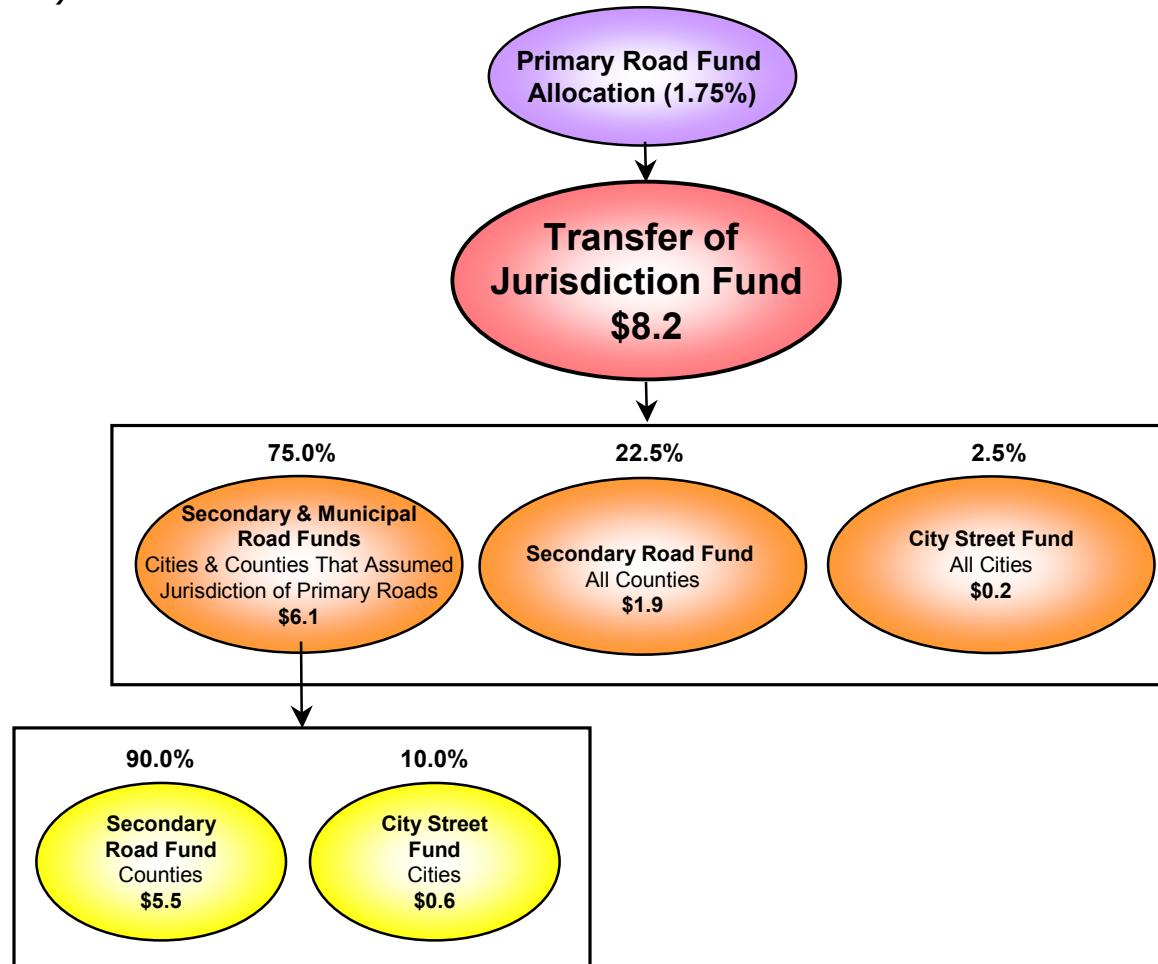 Primary Road Fund
Allocation (1.75%)
Transfer of
Jurisdiction Fund
$8.2
75.0%
Secondary & Municipal
Road Funds
Cities & Counties That Assumed
Jurisdiction of Primary Roads
$6.1
22.5%
Secondary Road Fund
All Counties
$1.9
2.5%
City Street Fund
All Cities
$0.2
90.0%
Secondary
Road Fund
Counties
$5.5
10.0%
City Street
Fund
Cities
$0.6